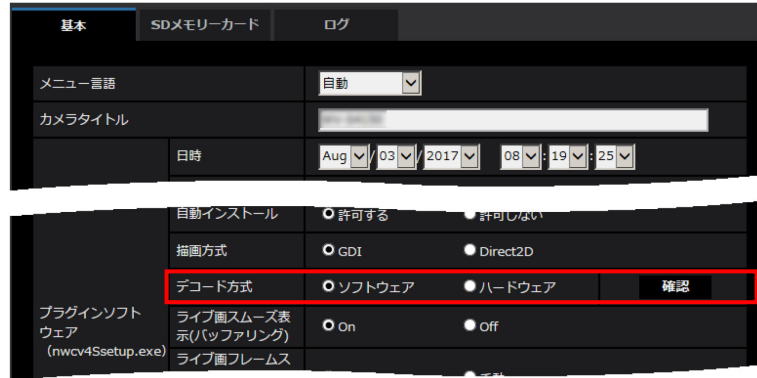 基本 SDメモリーカード ログ
メニュー言語 自動
カメラタイトル
日時 Aug / 03 / 2017 08 : 19 : 25
自動インストール 許可する 許可しない
描画方式 GDI Direct2D
デコード方式 ソフトウェア ハードウェア 確認
プラグインソフト
ウェア
（nwcv4Ssetup.exe）
ライブ画スムーズ表
示(バッファリング) On Off
ライブ画フレームス